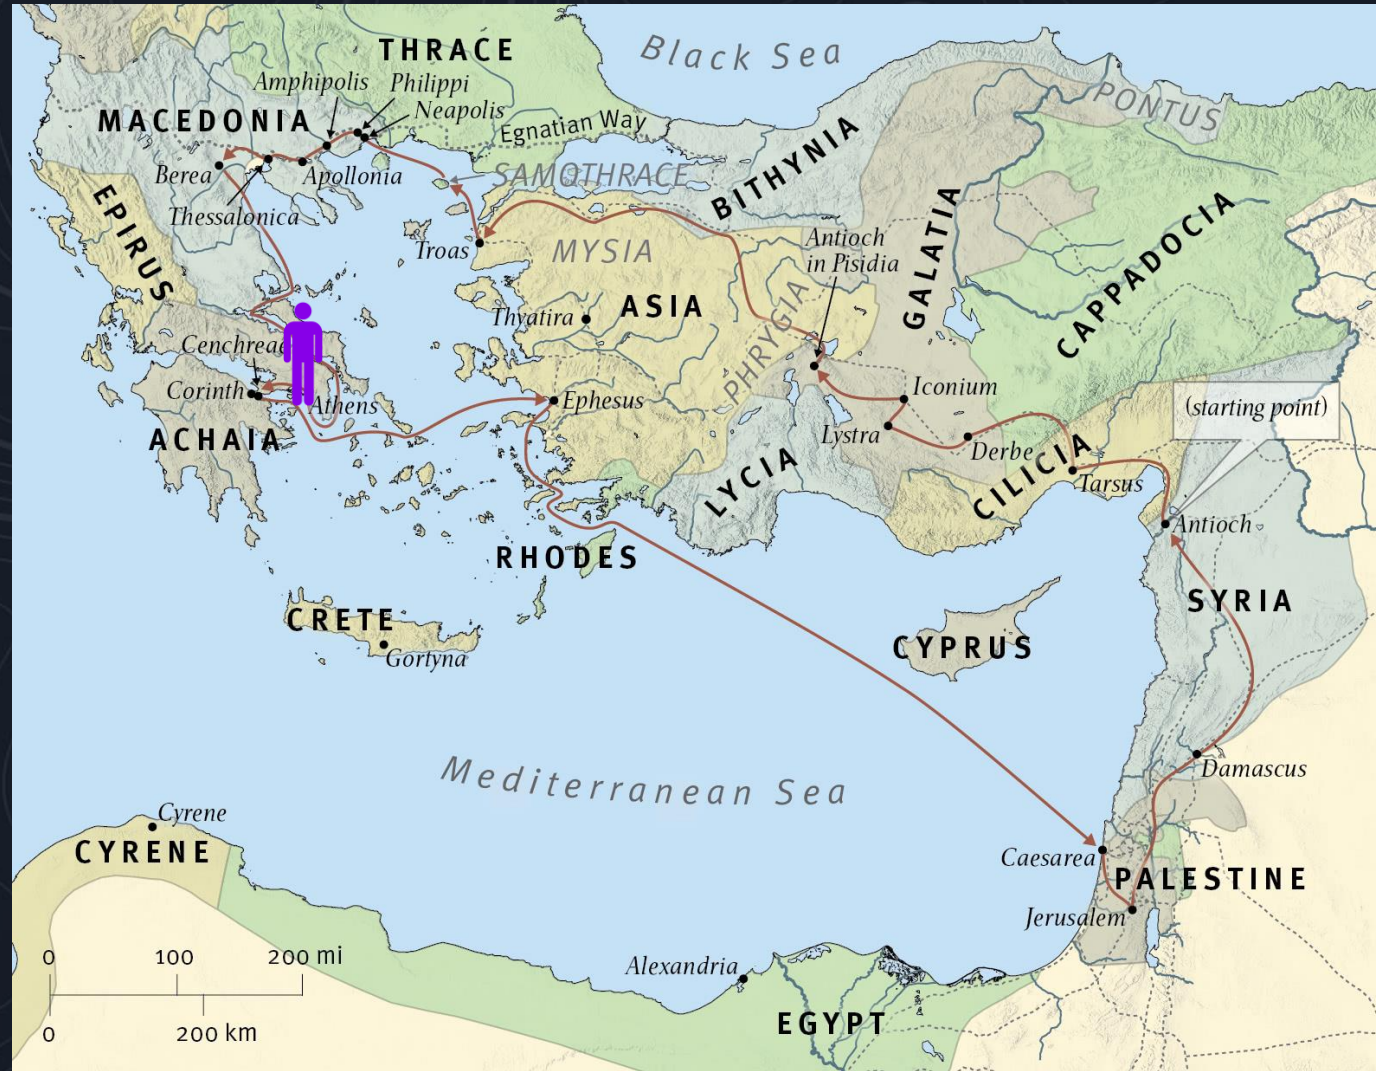 Black Sea
THRACE
Amphipolis
Philippi
Neapolis
MACEDONIA
Egnatian Way
PONTUS
Berea
Apollonia
SAMOTHRACE
BITHYNIA
Thessalonica
EPIRUS
Troas
MYSIA
Antioch
in Pisidia
GALATIA
CAPPADOCIA
ASIA
Thyatira
PHRYGIA
Cenchreae
Corinth
Athens
Ephesus
Iconium
(starting point)
ACHAIA
Lystra
Derbe
LYCIA
CILICIA
Tarsus
Antioch
RHODES
SYRIA
CRETE
Gortyna
CYPRUS
Mediterranean Sea
Damascus
Cyrene
CYRENE
Caesarea
PALESTINE
Jerusalem
0 100 200 mi
0 200 km
Alexandria
EGYPT